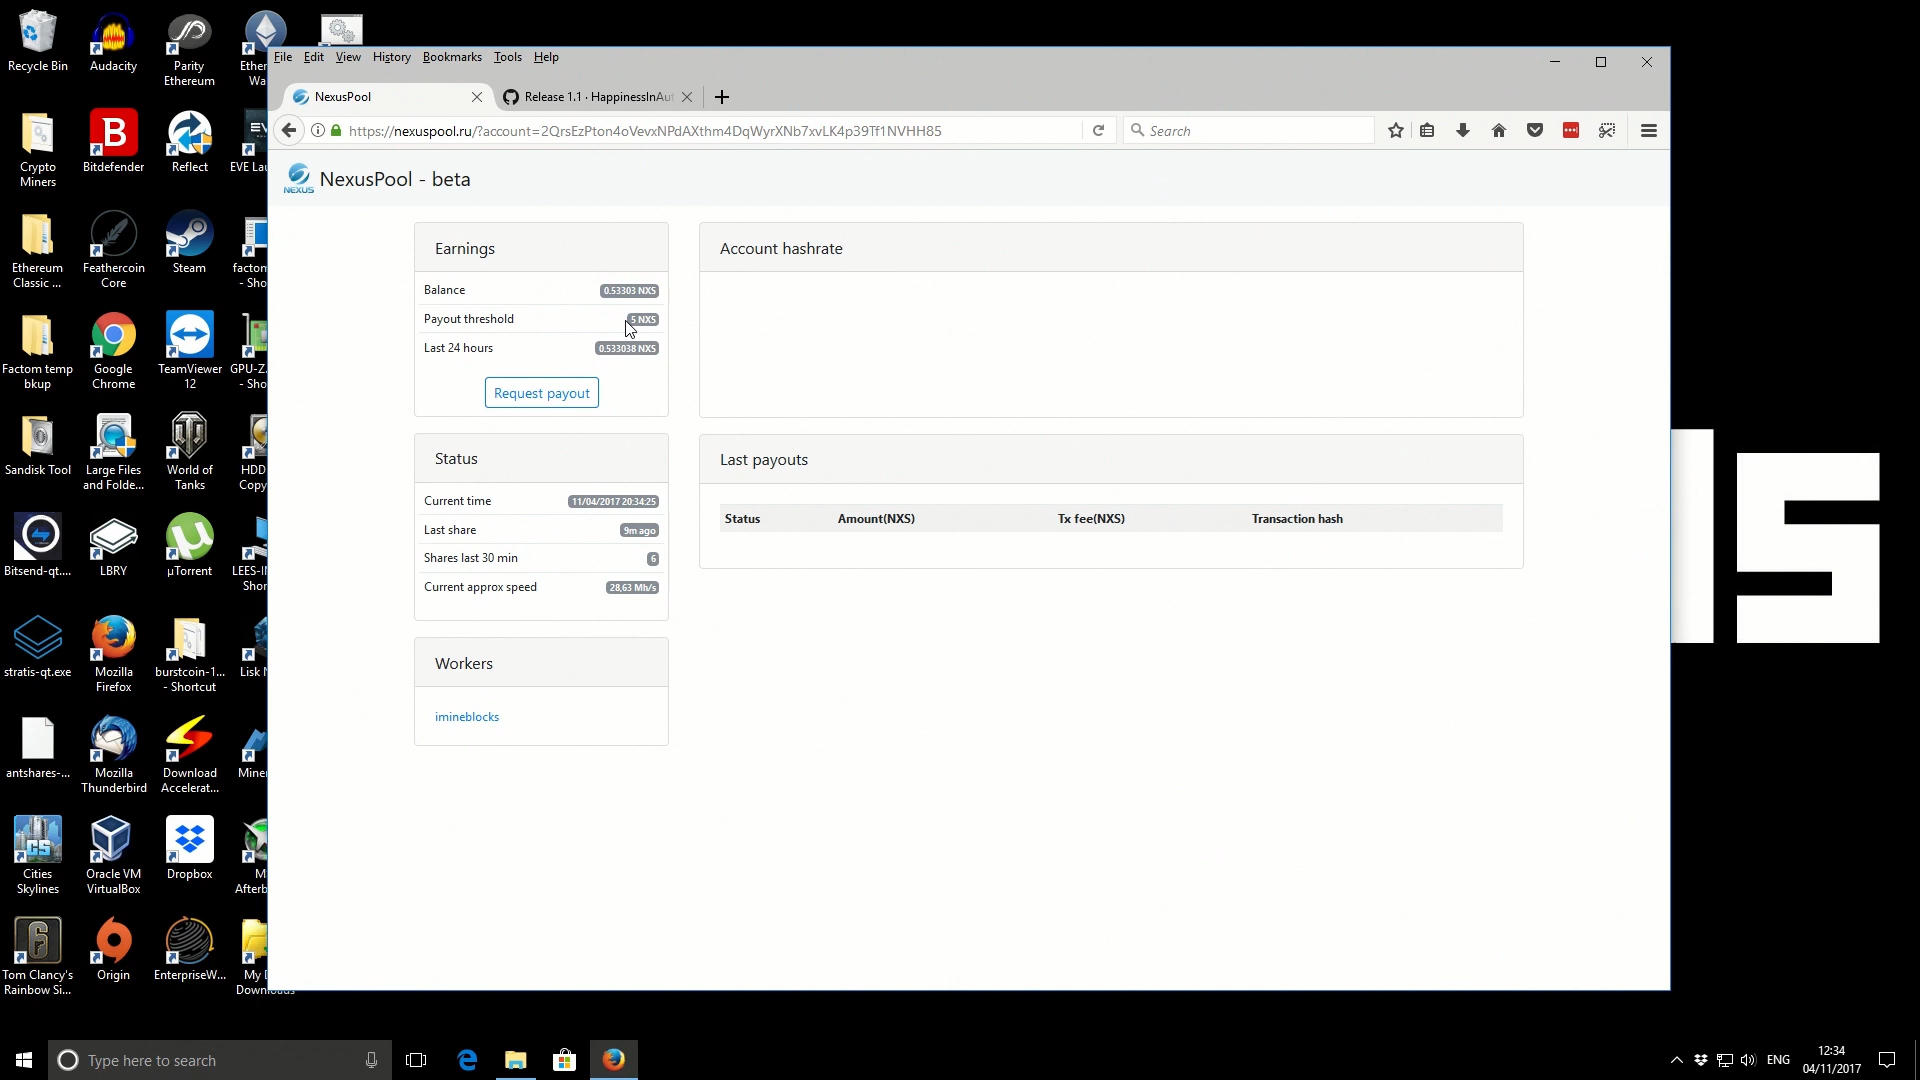 Recycle Bin
Audacity
Parity
Ethereum
Crypto
Miners
Bitdefender
Reflect
Ethereum
Classic ...
Feathercoin
Core
Steam
Factom temp
bkup
Google
Chrome
TeamViewer
12
Sandisk Tool
Large Files
and Folde...
World of
Tanks
HDD
Copy
Bitsend-qt....
LBRY
µTorrent
stratis-qt.exe
Mozilla
Firefox
burstcoin-1...
- Shortcut
antshares-...
Mozilla
Thunderbird
Download
Accelerat...
Cities
Skylines
Oracle VM
VirtualBox
Dropbox
Tom Clancy's
Rainbow Si...
Origin
EnterpriseW...
File Edit View History Bookmarks Tools Help
NexusPool
Release 1.1 · HappinessInAut
https://nexuspool.ru/?account=2QrsEzPton4oVevxNPdAXthm4DqWyrXNb7xvLK4p39Tf1NVHH85
Search
NEXUS
NexusPool - beta
Earnings
Balance 0.53303 NXS
Payout threshold 5 NXS
Last 24 hours 0.533038 NXS
Request payout
Status
Current time 11/04/2017 20:34:25
Last share 9m ago
Shares last 30 min 6
Current approx speed 28,63 Mh/s
Workers
imineblocks
Account hashrate
Last payouts
Status Amount(NXS) Tx fee(NXS) Transaction hash
Type here to search
ENG
12:34
04/11/2017